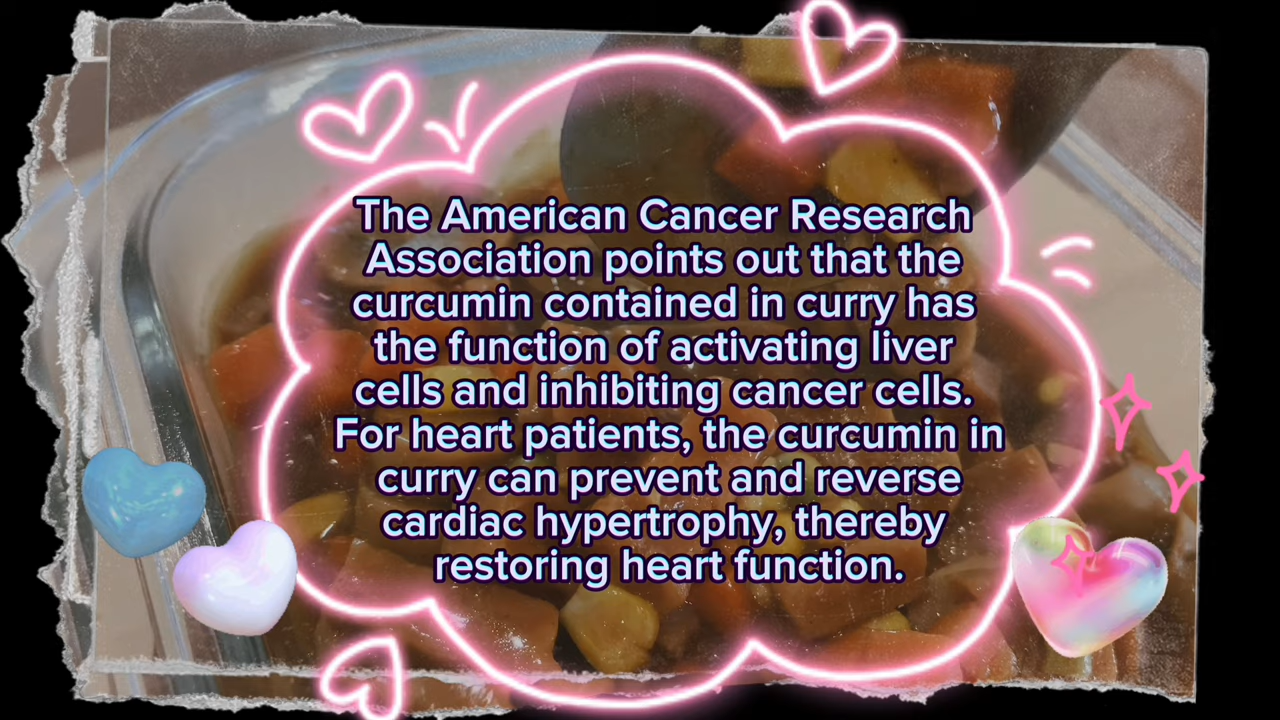 The American Cancer Research
Association points out that the
curcumin contained in curry has
the function of activating liver
cells and inhibiting cancer cells.
For heart patients, the curcumin in
curry can prevent and reverse
cardiac hypertrophy, thereby
restoring heart function.